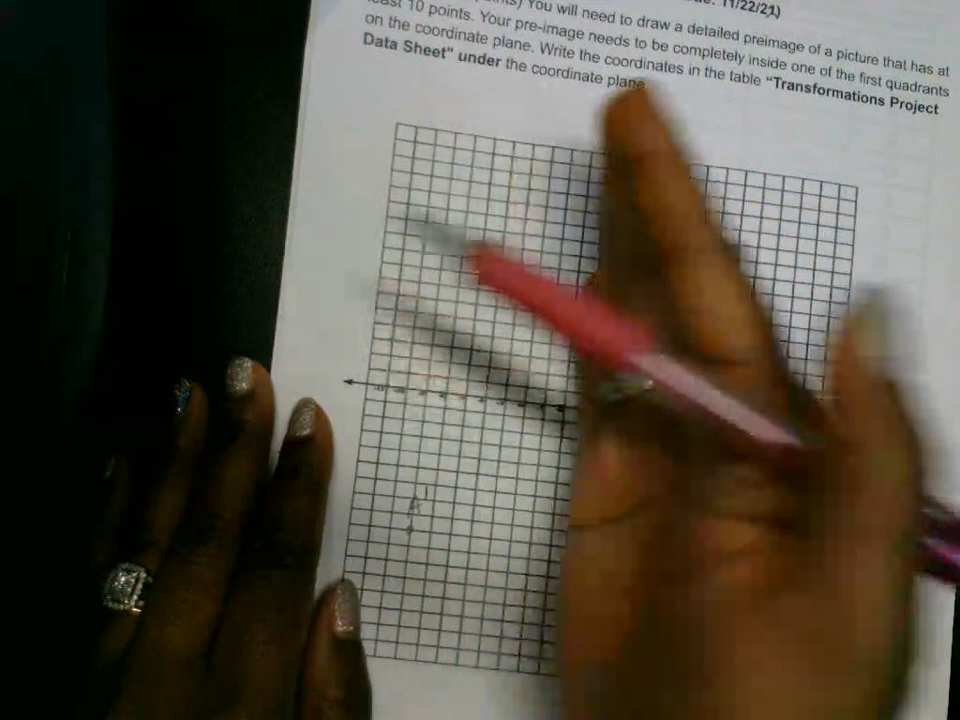 11/22/21)
You will need to draw a detailed preimage of a picture that has at
least 10 points. Your pre-image needs to be completely inside one of the first quadrants
on the coordinate plane. Write the coordinates in the table "Transformations Project
Data Sheet" under the coordinate plane.